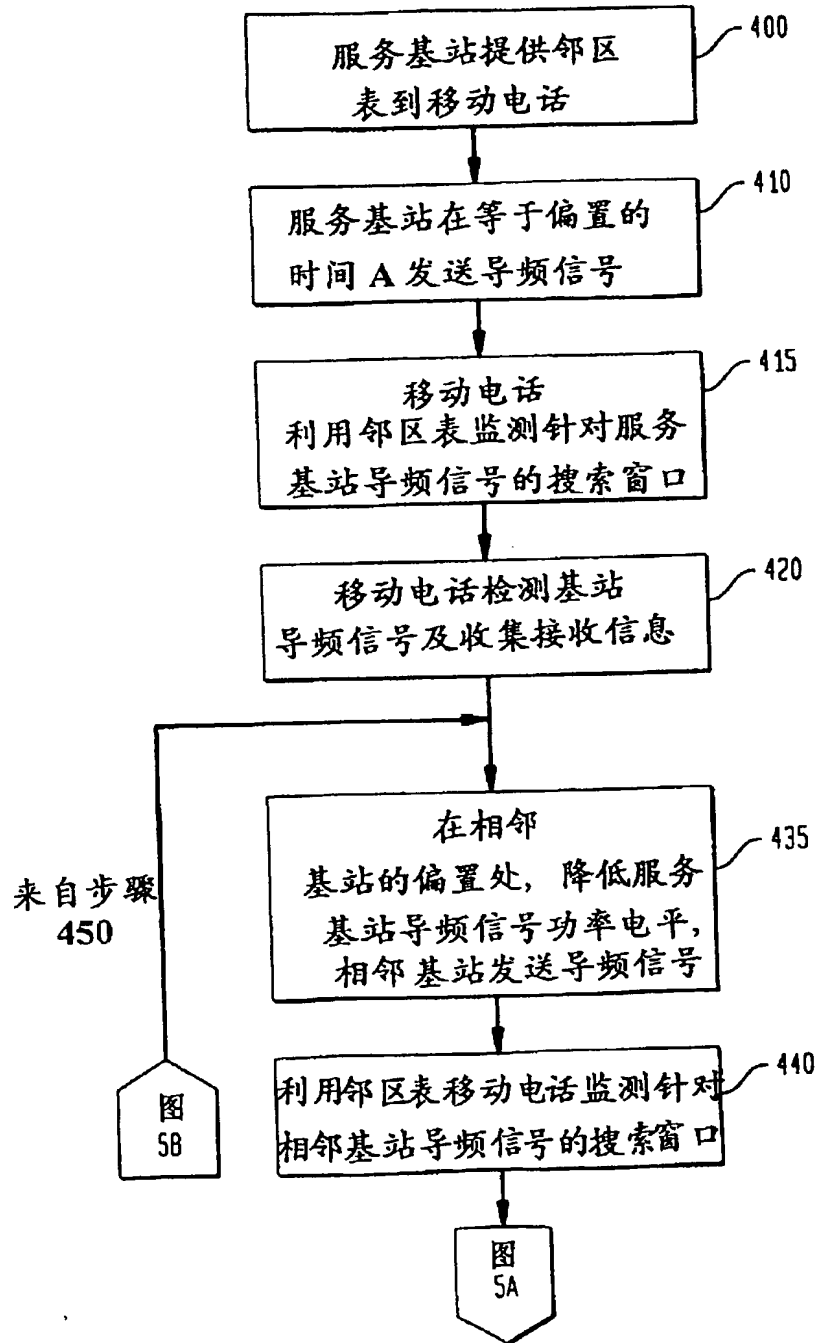 服务基站提供邻区
表到移动电话
400
服务基站在等于偏置的
时间 A 发送导频信号
410
移动电话
利用邻区表监测针对服务
基站导频信号的搜索窗口
415
移动电话检测基站
导频信号及收集接收信息
420
在相邻
基站的偏置处, 降低服务
基站导频信号功率电平,
相邻基站发送导频信号
435
来自步骤
450
利用邻区表移动电话监测针对
相邻基站导频信号的搜索窗口
440
图
5B
图
5A